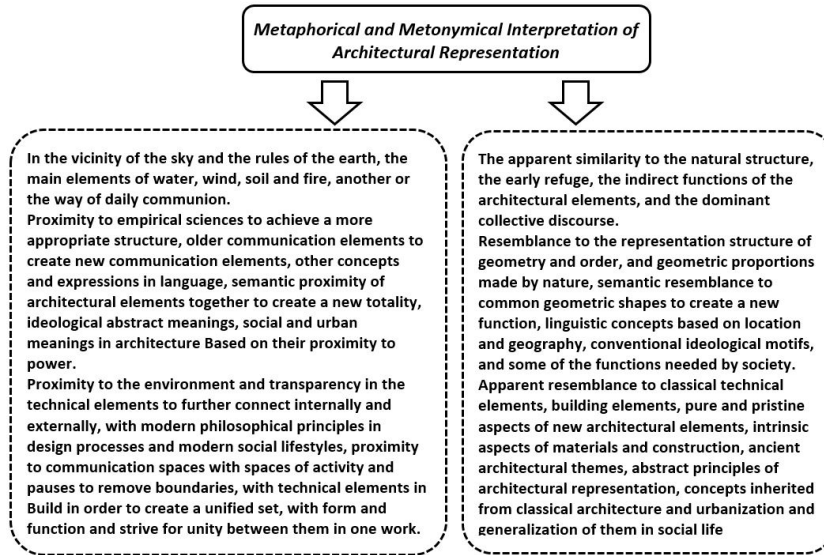 Metaphorical and Metonymical Interpretation of
Architectural Representation
In the vicinity of the sky and the rules of the earth, the
main elements of water, wind, soil and fire, another or
the way of daily communion.
Proximity to empirical sciences to achieve a more
appropriate structure, older communication elements to
create new communication elements, other concepts
and expressions in language, semantic proximity of
architectural elements together to create a new totality,
ideological abstract meanings, social and urban
meanings in architecture Based on their proximity to
power.
Proximity to the environment and transparency in the
technical elements to further connect internally and
externally, with modern philosophical principles in
design processes and modern social lifestyles, proximity
to communication spaces with spaces of activity and
pauses to remove boundaries, with technical elements in
Build in order to create a unified set, with form and
function and strive for unity between them in one work.
The apparent similarity to the natural structure,
the early refuge, the indirect functions of the
architectural elements, and the dominant
collective discourse.
Resemblance to the representation structure of
geometry and order, and geometric proportions
made by nature, semantic resemblance to
common geometric shapes to create a new
function, linguistic concepts based on location
and geography, conventional ideological motifs,
and some of the functions needed by society.
Apparent resemblance to classical technical
elements, building elements, pure and pristine
aspects of new architectural elements, intrinsic
aspects of materials and construction, ancient
architectural themes, abstract principles of
architectural representation, concepts inherited
from classical architecture and urbanization and
generalization of them in social life